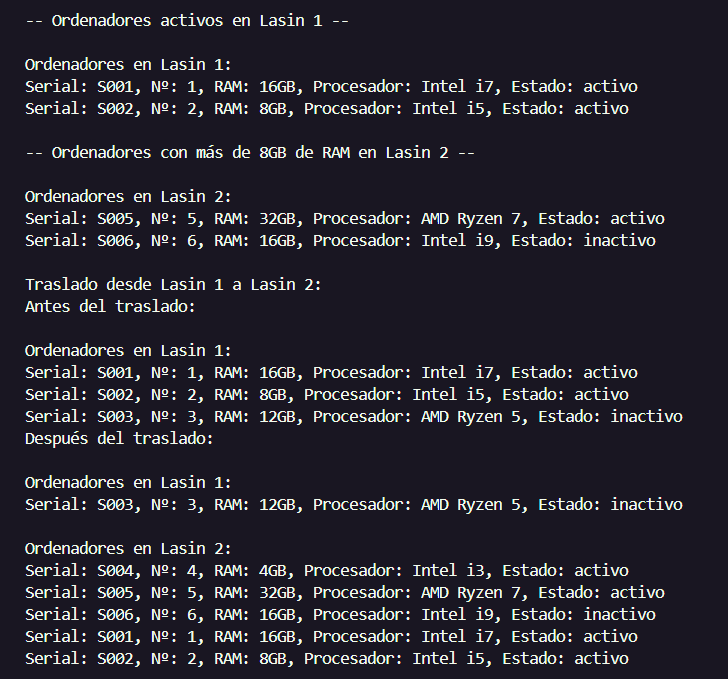 -- Ordenadores activos en Lasin 1 --
Ordenadores en Lasin 1:
Serial: S001, Nº: 1, RAM: 16GB, Procesador: Intel i7, Estado: activo
Serial: S002, Nº: 2, RAM: 8GB, Procesador: Intel i5, Estado: activo
-- Ordenadores con más de 8GB de RAM en Lasin 2 --
Ordenadores en Lasin 2:
Serial: S005, Nº: 5, RAM: 32GB, Procesador: AMD Ryzen 7, Estado: activo
Serial: S006, Nº: 6, RAM: 16GB, Procesador: Intel i9, Estado: inactivo
Traslado desde Lasin 1 a Lasin 2:
Antes del traslado:
Ordenadores en Lasin 1:
Serial: S001, Nº: 1, RAM: 16GB, Procesador: Intel i7, Estado: activo
Serial: S002, Nº: 2, RAM: 8GB, Procesador: Intel i5, Estado: activo
Serial: S003, Nº: 3, RAM: 12GB, Procesador: AMD Ryzen 5, Estado: inactivo
Después del traslado:
Ordenadores en Lasin 1:
Serial: S003, Nº: 3, RAM: 12GB, Procesador: AMD Ryzen 5, Estado: inactivo
Ordenadores en Lasin 2:
Serial: S004, Nº: 4, RAM: 4GB, Procesador: Intel i3, Estado: activo
Serial: S005, Nº: 5, RAM: 32GB, Procesador: AMD Ryzen 7, Estado: activo
Serial: S006, Nº: 6, RAM: 16GB, Procesador: Intel i9, Estado: inactivo
Serial: S001, Nº: 1, RAM: 16GB, Procesador: Intel i7, Estado: activo
Serial: S002, Nº: 2, RAM: 8GB, Procesador: Intel i5, Estado: activo